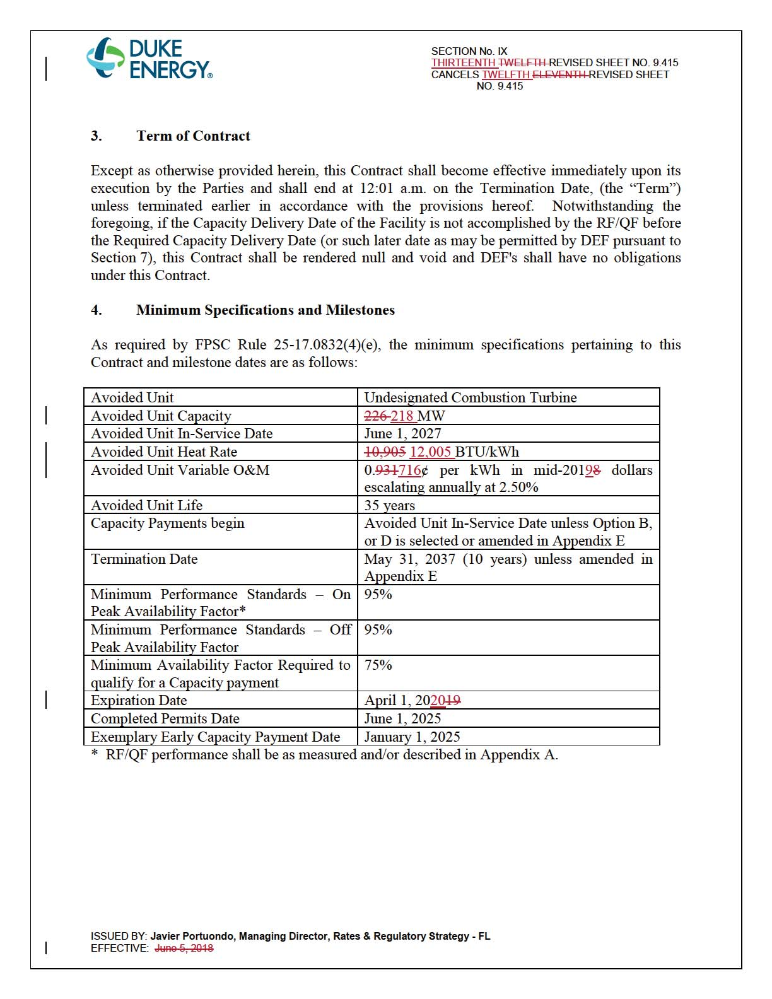 DUKE
ENERGY®
SECTION No. IX
THIRTEENTH TWELFTH REVISED SHEET NO. 9.415
CANCELS TWELFTH ELEVENTH REVISED SHEET
NO. 9.415
3. Term of Contract
Except as otherwise provided herein, this Contract shall become effective immediately upon its
execution by the Parties and shall end at 12:01 a.m. on the Termination Date, (the “Term”)
unless terminated earlier in accordance with the provisions hereof. Notwithstanding the
foregoing, if the Capacity Delivery Date of the Facility is not accomplished by the RF/QF before
the Required Capacity Delivery Date (or such later date as may be permitted by DEF pursuant to
Section 7), this Contract shall be rendered null and void and DEF's shall have no obligations
under this Contract.
4. Minimum Specifications and Milestones
As required by FPSC Rule 25-17.0832(4)(e), the minimum specifications pertaining to this
Contract and milestone dates are as follows:
Avoided Unit Undesignated Combustion Turbine
Avoided Unit Capacity 226 218 MW
Avoided Unit In-Service Date June 1, 2027
Avoided Unit Heat Rate 10,905 12,005 BTU/kWh
Avoided Unit Variable O&M 0.931716¢ per kWh in mid-20198 dollars
escalating annually at 2.50%
Avoided Unit Life 35 years
Capacity Payments begin Avoided Unit In-Service Date unless Option B,
or D is selected or amended in Appendix E
Termination Date May 31, 2037 (10 years) unless amended in
Appendix E
Minimum Performance Standards – On 95%
Peak Availability Factor*
Minimum Performance Standards – Off 95%
Peak Availability Factor
Minimum Availability Factor Required to 75%
qualify for a Capacity payment
Expiration Date April 1, 202019
Completed Permits Date June 1, 2025
Exemplary Early Capacity Payment Date January 1, 2025
* RF/QF performance shall be as measured and/or described in Appendix A.
ISSUED BY: Javier Portuondo, Managing Director, Rates & Regulatory Strategy - FL
EFFECTIVE: June 5, 2018